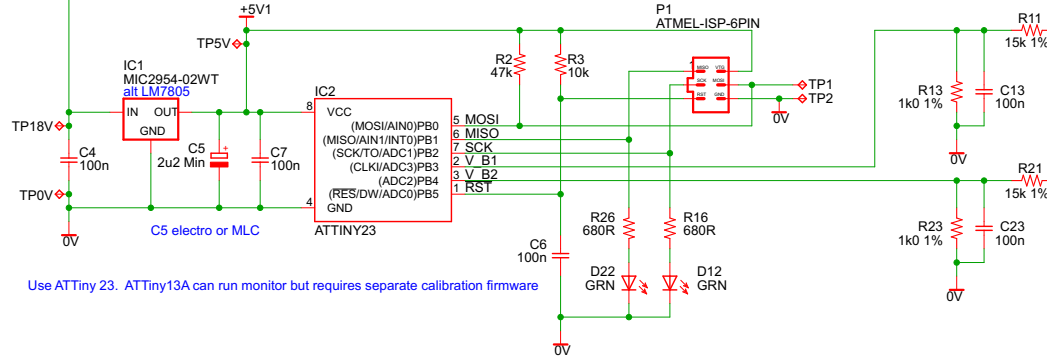 +5V1
TP5V
IC1
MIC2954-02WT
alt LM7805
IN OUT
GND
TP18V
C4
100n
TP0V
0V
C5
2u2
Min
+
C7
100n
C5 electro or MLC
IC2
8 VCC
(MOSI/AIN0)PB0 5 MOSI
(MISO/AIN1/INT0)PB1 6 MISO
(SCK/TO/ADC1)PB2 7 SCK
(CLKI/ADC3)PB3 2 V_B1
(ADC2)PB4 3 V_B2
(RES/DW/ADC0)PB5 1 RST
4 GND
ATTINY23
R2
47k
R3
10k
P1
ATMEL-ISP-6PIN
MISO VTG
SCK MOSI
RST GND
TP1
TP2
0V
R26
680R
R16
680R
C6
100n
D22
GRN
D12
GRN
0V
R11
15k 1%
R13
1k0 1%
C13
100n
0V
R21
15k 1%
R23
1k0 1%
C23
100n
0V
Use ATTiny 23. ATTiny13A can run monitor but requires separate calibration firmware